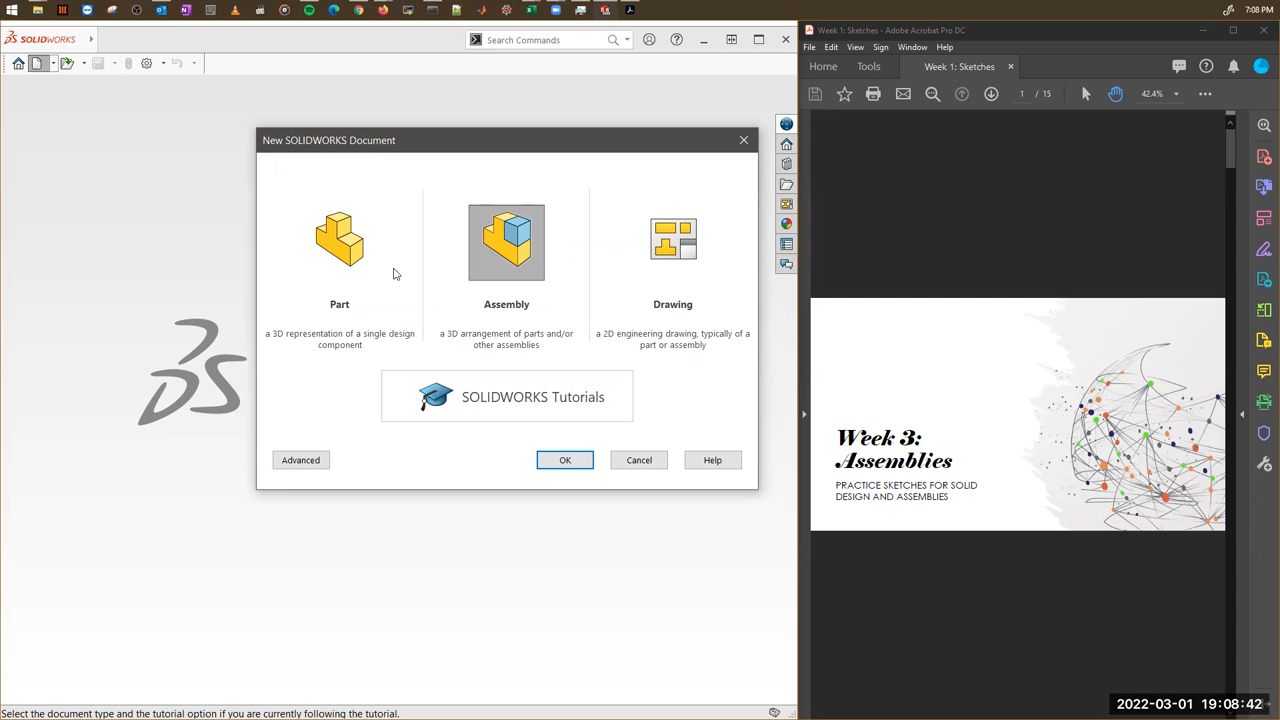 7:08 PM
SOLIDWORKS
Search Commands
New SOLIDWORKS Document
Part
a 3D representation of a single design
component
Assembly
a 3D arrangement of parts and/or
other assemblies
Drawing
a 2D engineering drawing, typically of a
part or assembly
SOLIDWORKS Tutorials
Advanced
OK
Cancel
Help
Select the document type and the tutorial option if you are currently following the tutorial.
Week 1: Sketches - Adobe Acrobat Pro DC
File Edit View Sign Window Help
Home Tools Week 1: Sketches
1 / 15 42.4%
Week 3:
Assemblies
PRACTICE SKETCHES FOR SOLID
DESIGN AND ASSEMBLIES
2022-03-01 19:08:42